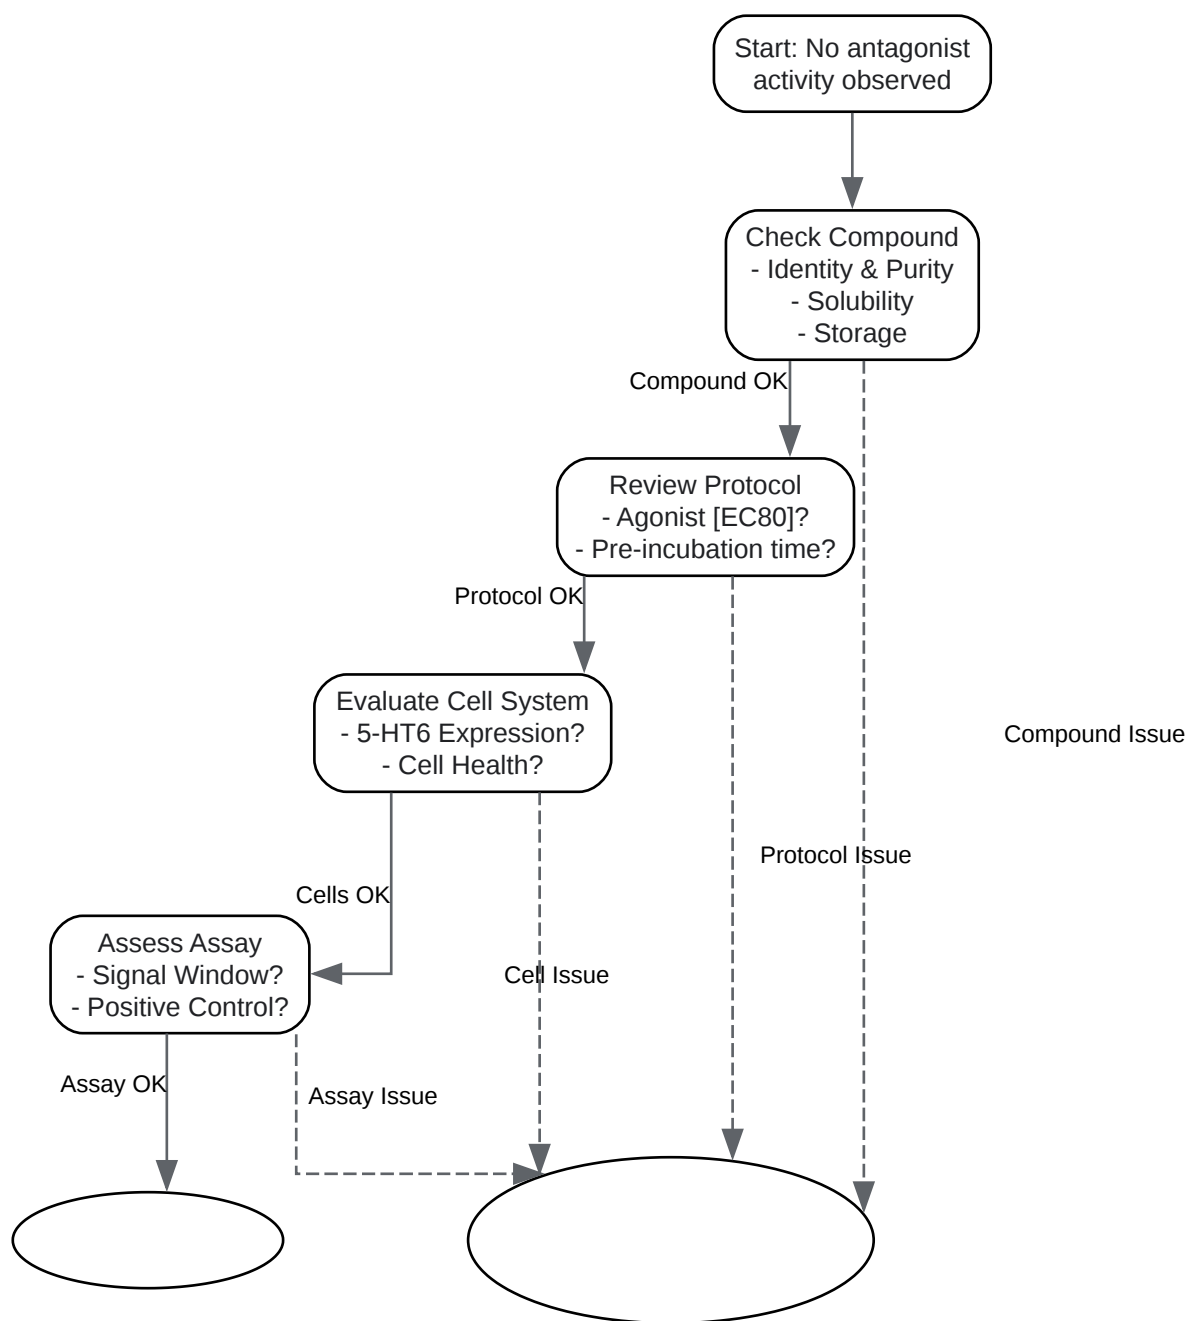 Start: No antagonist
activity observed
Check Compound
- Identity & Purity
- Solubility
- Storage
Compound OK
Review Protocol
- Agonist [EC80]?
- Pre-incubation time?
Protocol OK
Evaluate Cell System
- 5-HT6 Expression?
- Cell Health?
Compound Issue
Protocol Issue
Cells OK
Assess Assay
- Signal Window?
- Positive Control?
Cell Issue
Assay OK
Assay Issue